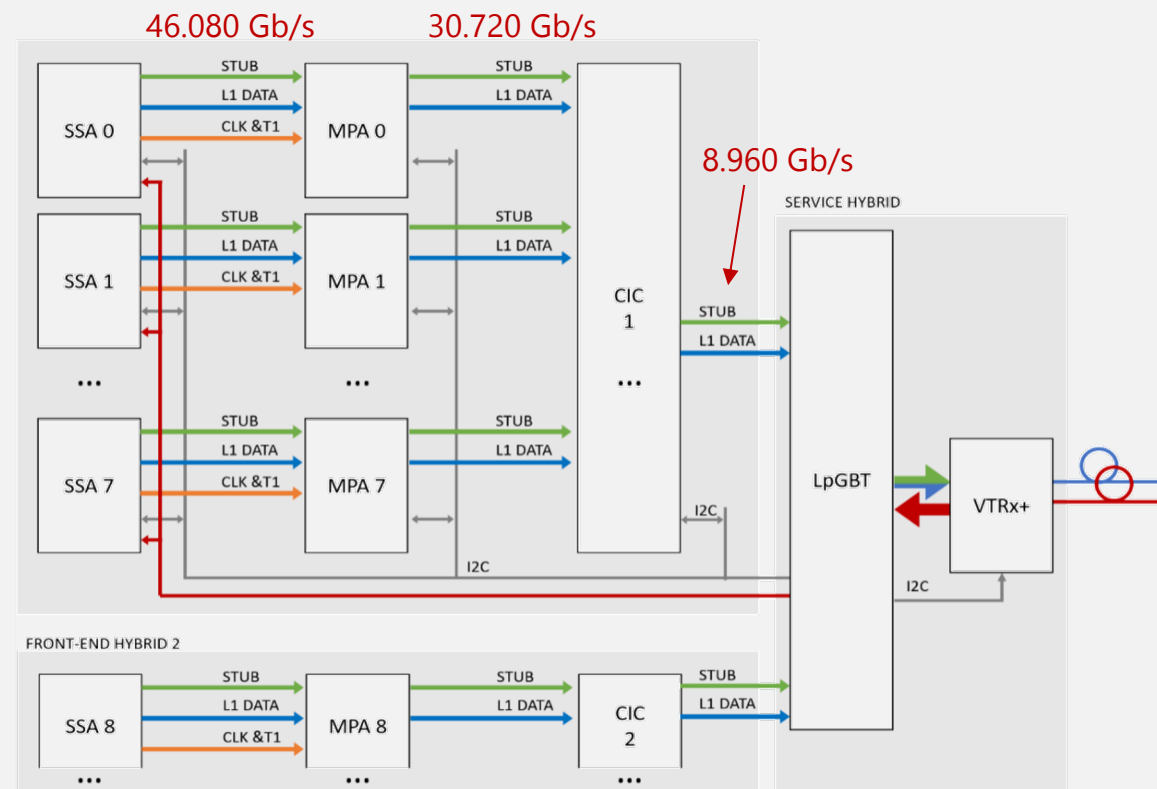 46.080 Gb/s 30.720 Gb/s
STUB STUB
L1 DATA L1 DATA
SSA 0 CLK &T1 MPA 0
8.960 Gb/s
SERVICE HYBRID
STUB STUB
L1 DATA L1 DATA
SSA 1 CLK &T1 MPA 1
CIC
1
STUB
L1 DATA
... ... ...
STUB STUB
L1 DATA L1 DATA
SSA 7 CLK &T1 MPA 7
LpGBT
VTRx+
I2C
I2C
I2C
FRONT-END HYBRID 2
STUB STUB STUB
L1 DATA L1 DATA L1 DATA
SSA 8 CLK &T1 MPA 8
CIC
2
... ... ...